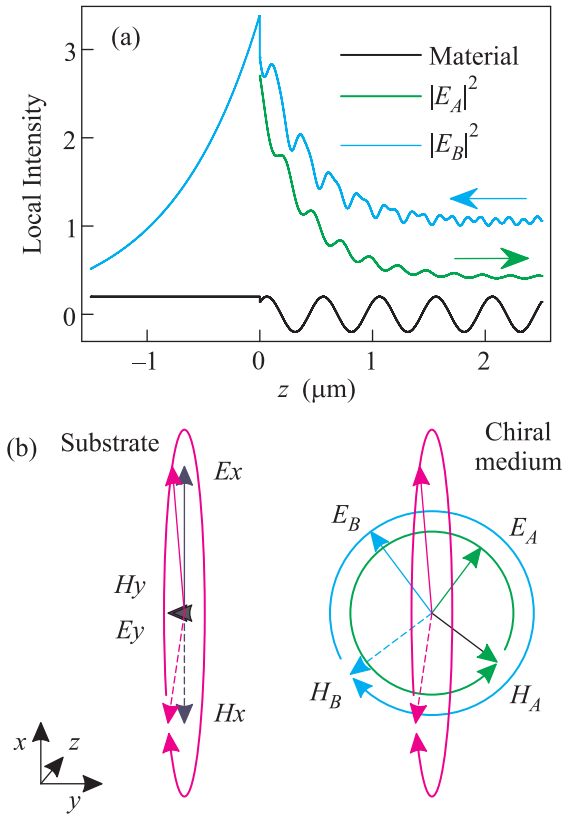 (a)
Material
|E_A|^2
|E_B|^2
Local Intensity
3
2
1
0
–1
0
1
2
z (μm)
(b)
Substrate
Chiral
medium
Ex
E_B
E_A
Hy
Ey
H_B
H_A
Hx
x
z
y